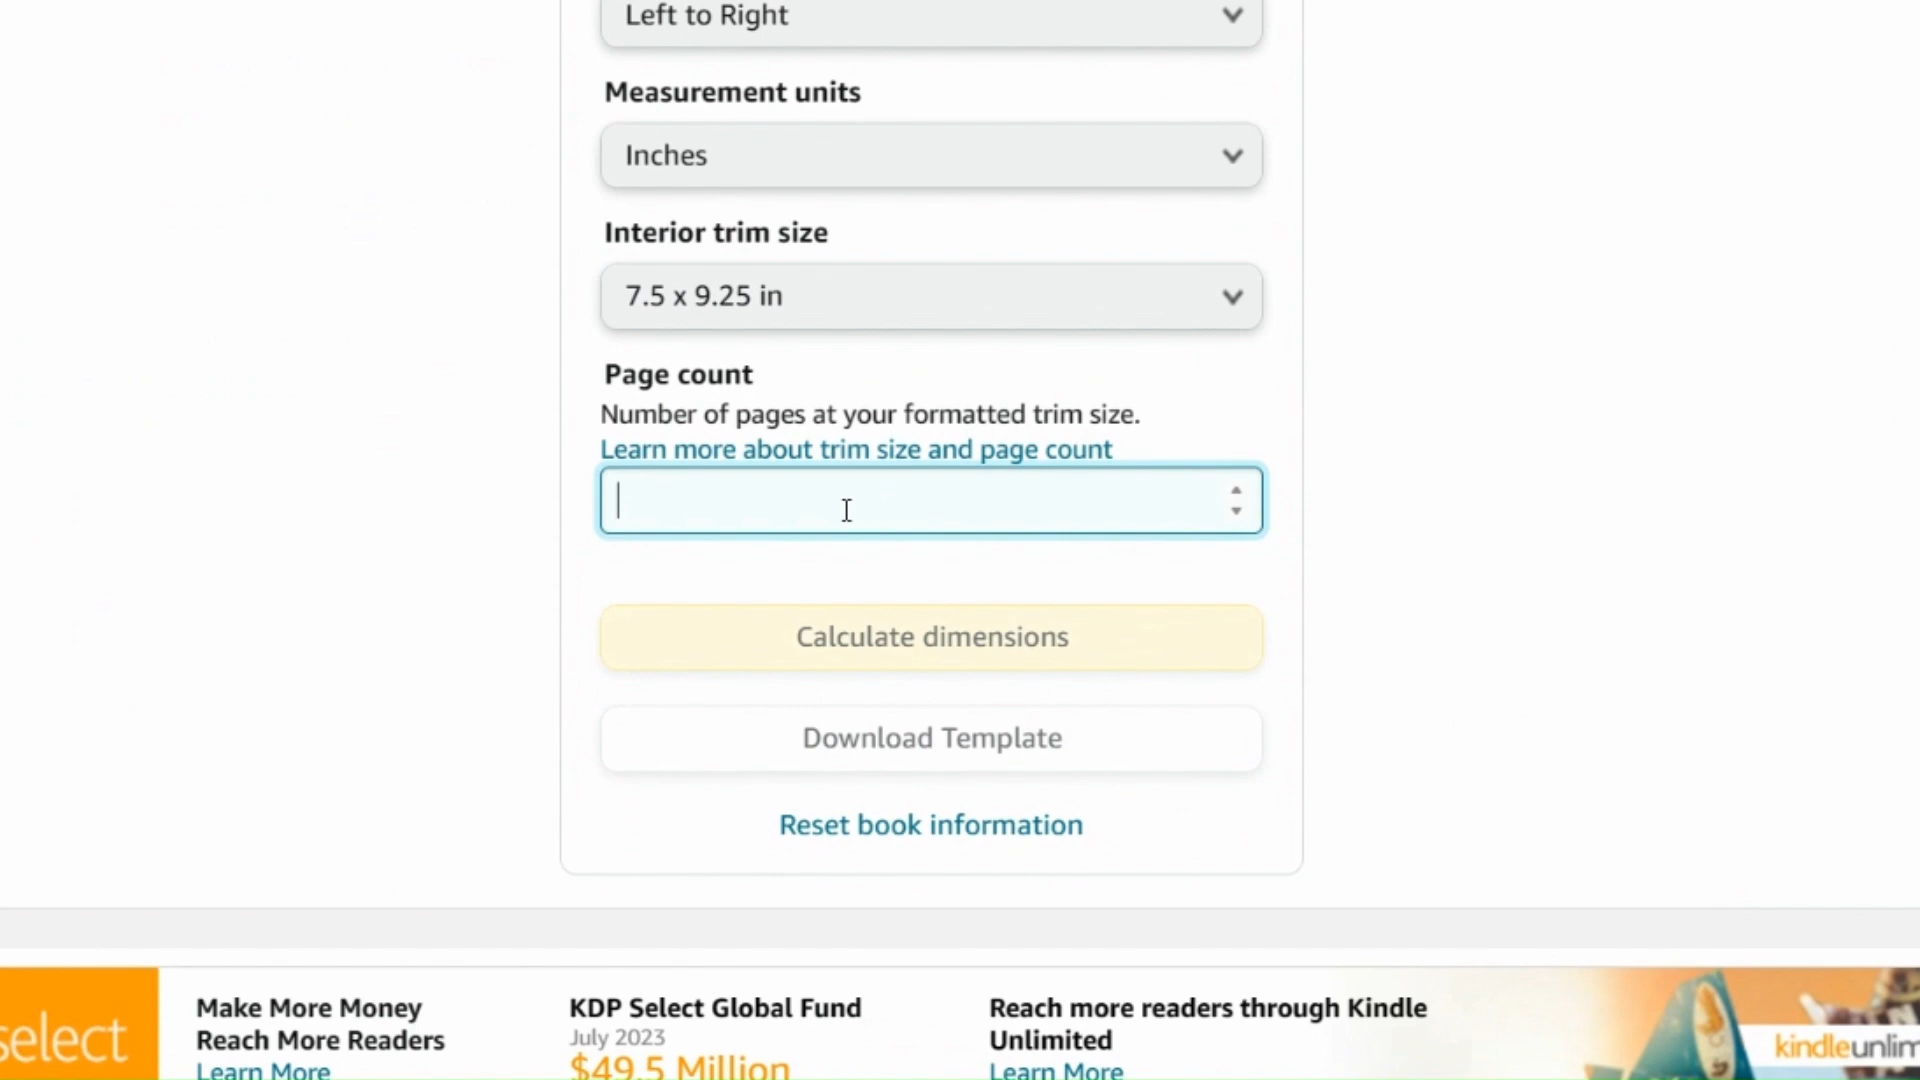 Left to Right
Measurement units
Inches
Interior trim size
7.5 x 9.25 in
Page count
Number of pages at your formatted trim size.
Learn more about trim size and page count
Calculate dimensions
Download Template
Reset book information
select
Make More Money
Reach More Readers
Learn More
KDP Select Global Fund
July 2023
$49.5 Million
Reach more readers through Kindle
Unlimited
Learn More
kindleunlim